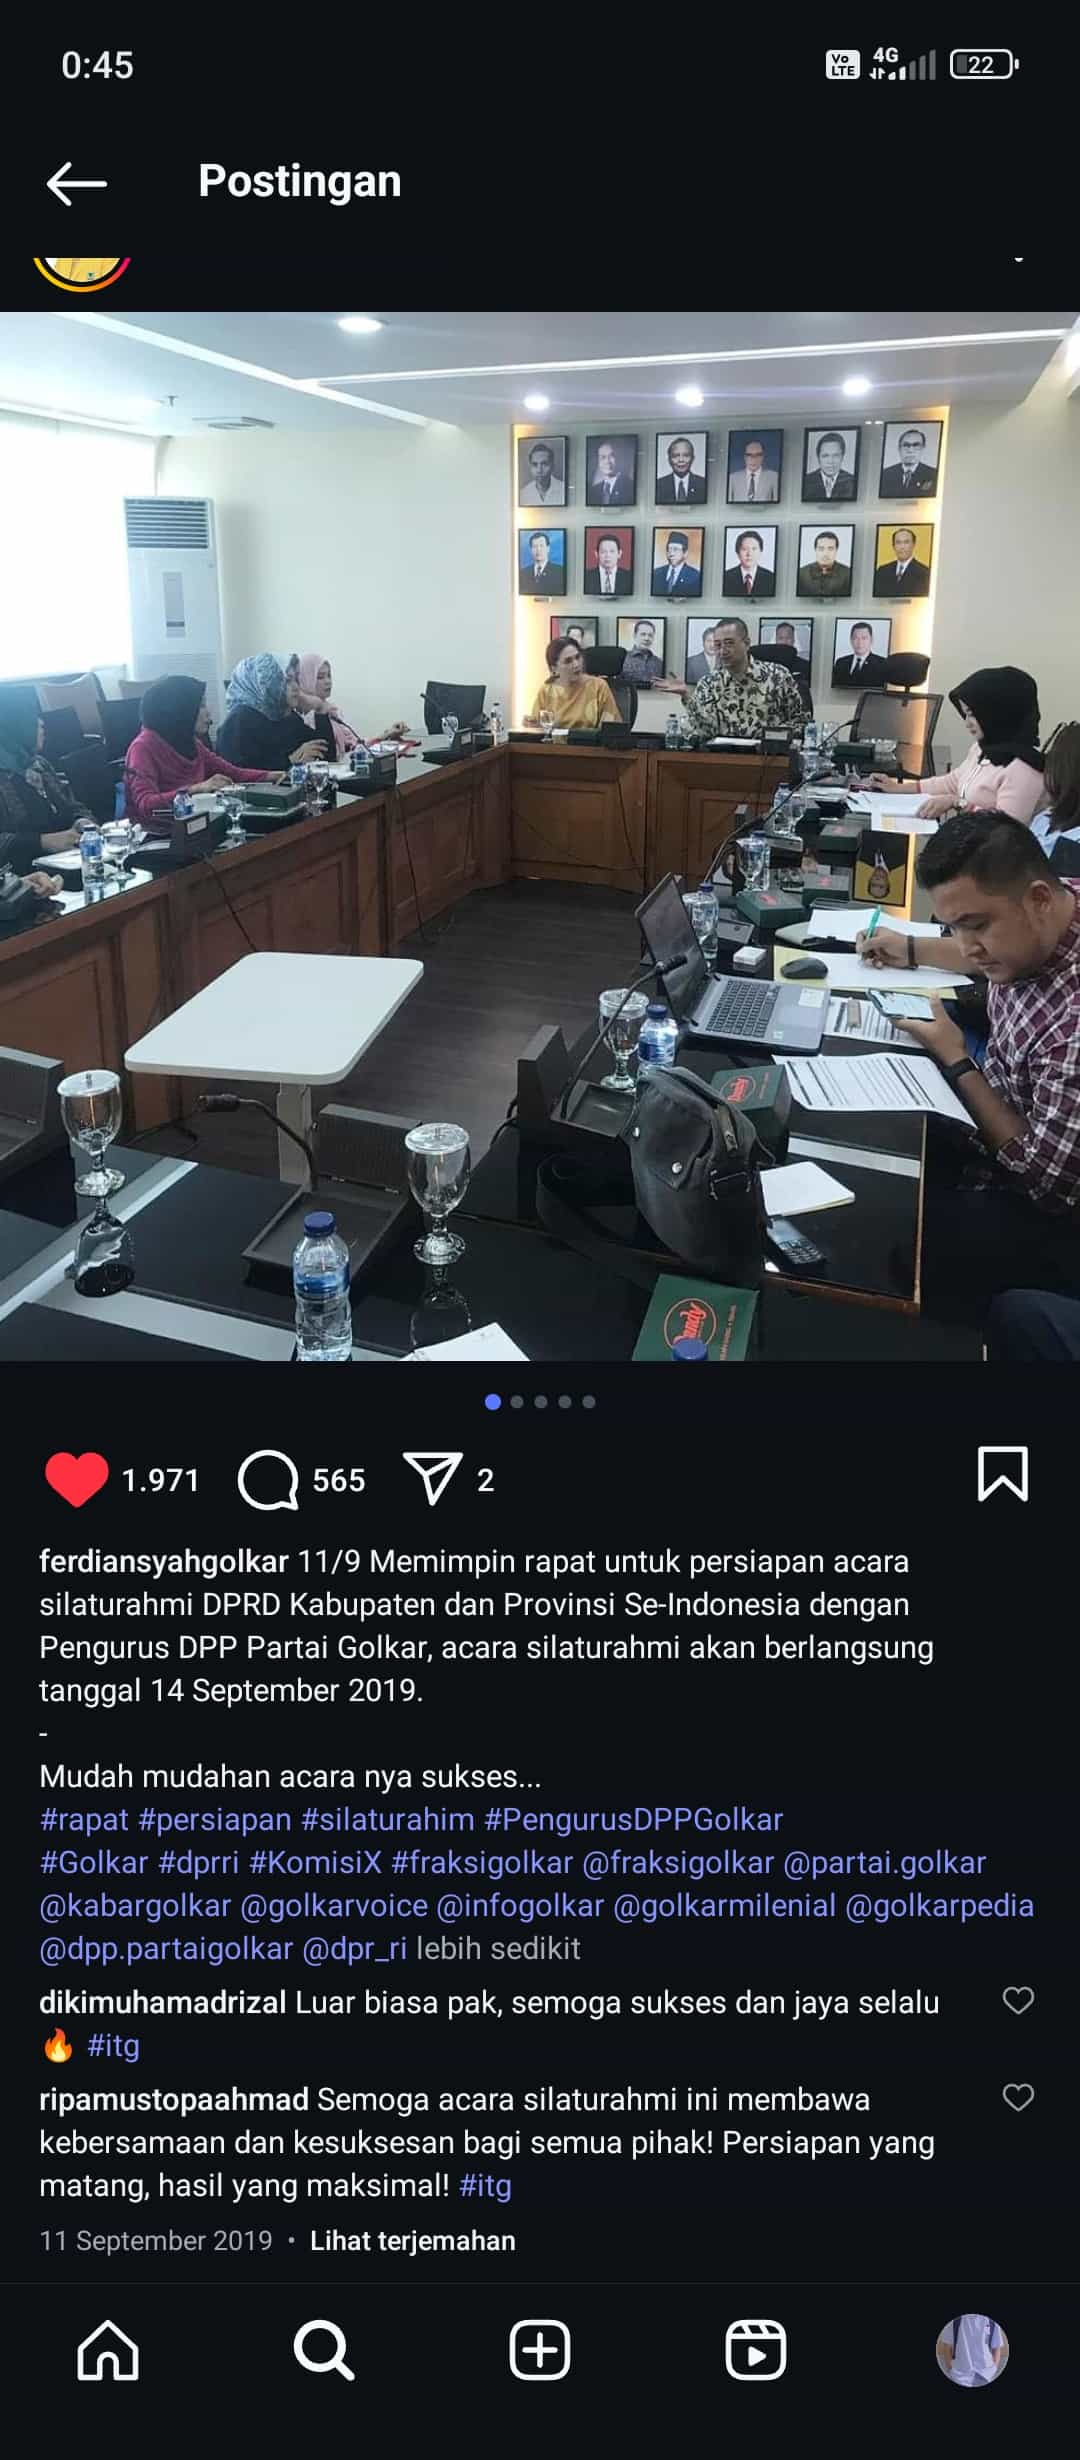 0:45
Vo
LTE
4G
22
Postingan
Dandy
1.971
565
2
ferdiansyahgolkar 11/9 Memimpin rapat untuk persiapan acara
silaturahmi DPRD Kabupaten dan Provinsi Se-Indonesia dengan
Pengurus DPP Partai Golkar, acara silaturahmi akan berlangsung
tanggal 14 September 2019.
-
Mudah mudahan acara nya sukses...
#rapat #persiapan #silaturahim #PengurusDPPGolkar
#Golkar #dprri #KomisiX #fraksigolkar @fraksigolkar @partai.golkar
@kabargolkar @golkarvoice @infogolkar @golkarmilenial @golkarpedia
@dpp.partaigolkar @dpr_ri lebih sedikit
dikimuhamadrizal Luar biasa pak, semoga sukses dan jaya selalu
🔥 #itg
ripamustopaahmad Semoga acara silaturahmi ini membawa
kebersamaan dan kesuksesan bagi semua pihak! Persiapan yang
matang, hasil yang maksimal! #itg
11 September 2019 • Lihat terjemahan